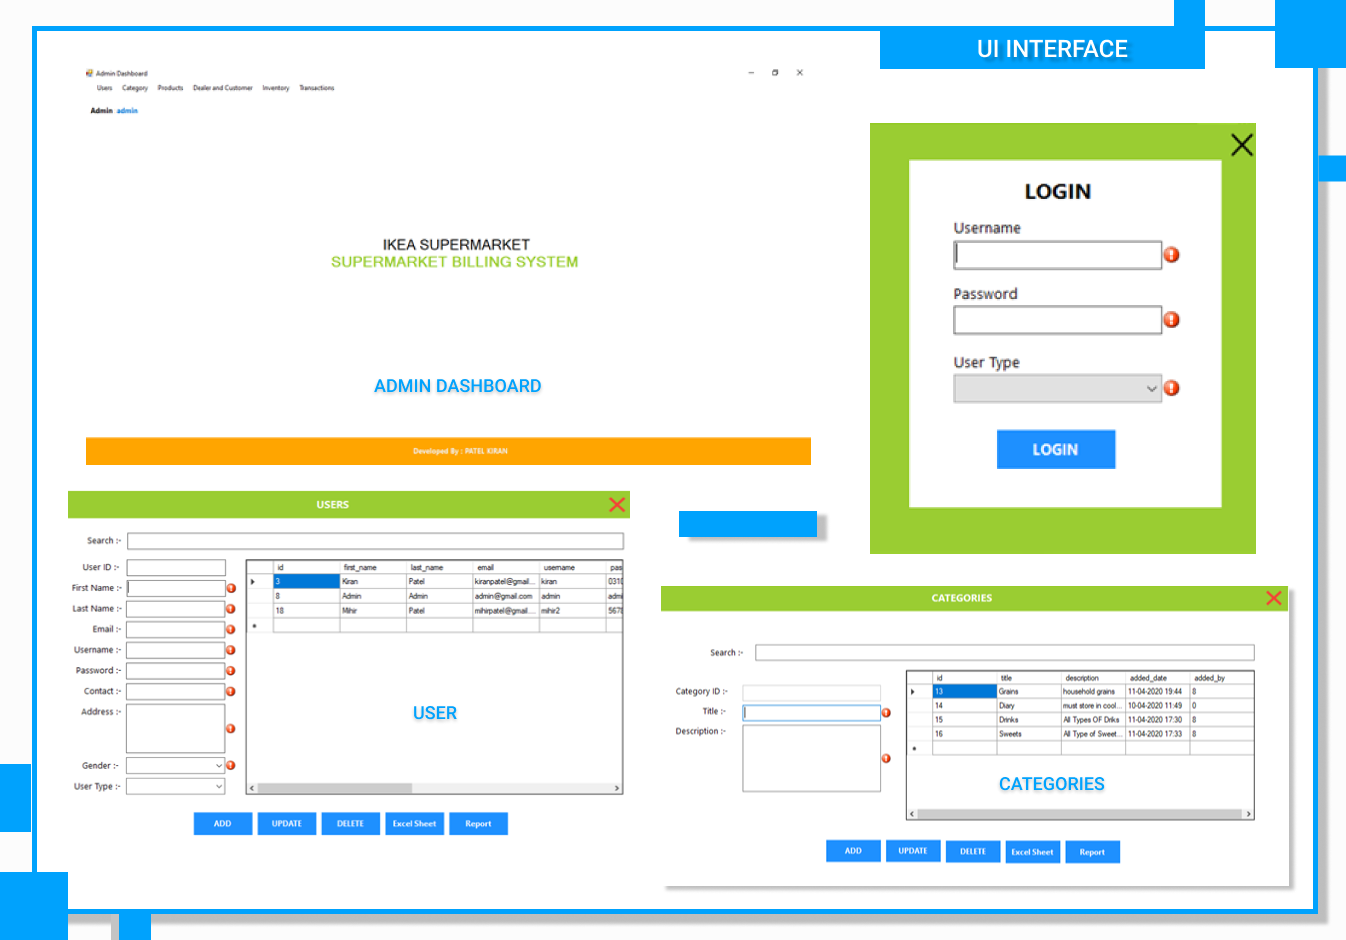 UI INTERFACE
Admin Dashboard
Users Category Products Dealer and Customer Inventory Transactions
Admin admin
IKEA SUPERMARKET
SUPERMARKET BILLING SYSTEM
ADMIN DASHBOARD
Developed By : PATEL KIRAN
LOGIN
Username
Password
User Type
LOGIN
USERS
Search :-
User ID :-
First Name :-
Last Name :-
Email :-
Username :-
Password :-
Contact :-
Address :-
Gender :-
User Type :-
id first_name last_name email username pas
3 Kiran Patel kiranpatel@gmail... kiran 0310
8 Admin Admin admin@gmail.com admin admi
18 Mihir Patel mihirpatel@gmail.... mihir2 5678
USER
ADD UPDATE DELETE Excel Sheet Report
CATEGORIES
Search :-
Category ID :-
Title :-
Description :-
id title description added_date added_by
13 Grains household grains 11-04-2020 19:44 8
14 Diary must store in cool... 10-04-2020 11:49 0
15 Drinks All Types OF Driks 11-04-2020 17:30 8
16 Sweets All Type of Sweet... 11-04-2020 17:33 8
CATEGORIES
ADD UPDATE DELETE Excel Sheet Report